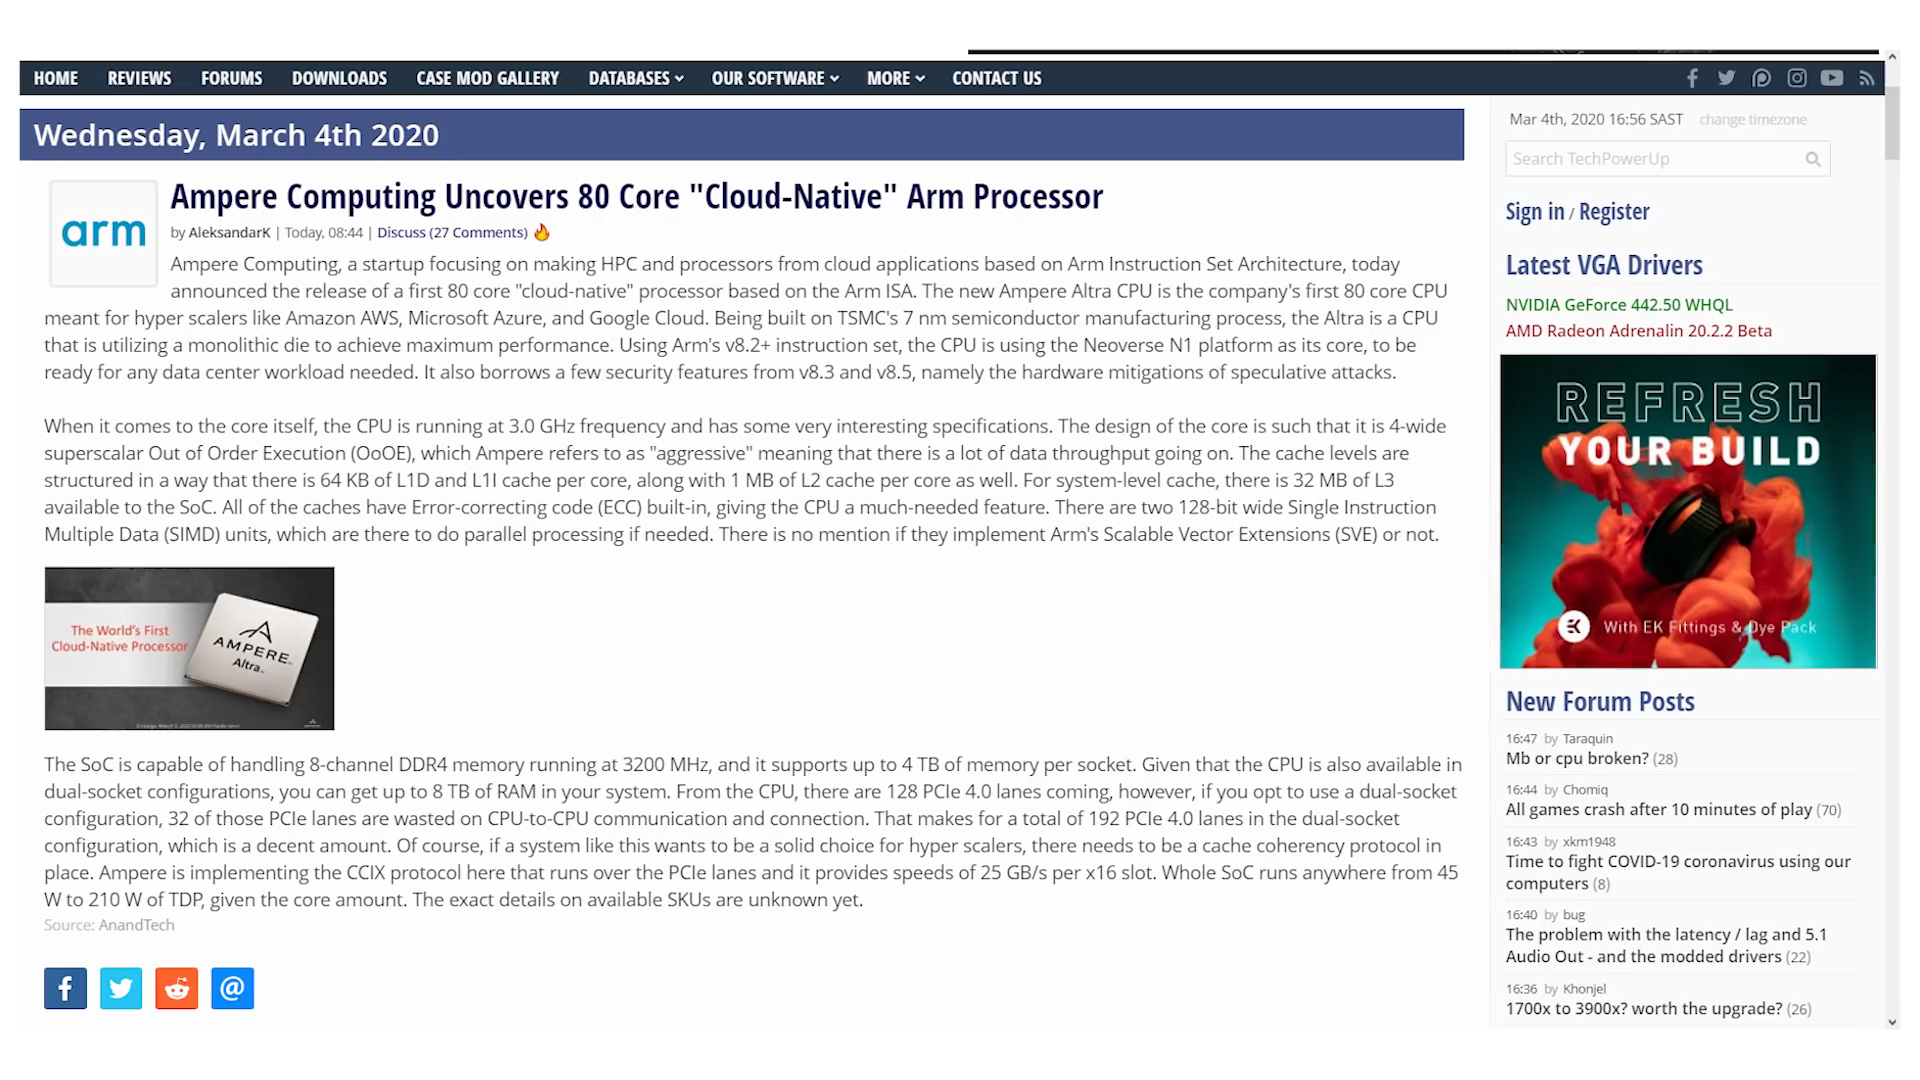 HOME REVIEWS FORUMS DOWNLOADS CASE MOD GALLERY DATABASES OUR SOFTWARE MORE CONTACT US
Wednesday, March 4th 2020
arm
Ampere Computing Uncovers 80 Core "Cloud-Native" Arm Processor
by AleksandarK | Today, 08:44 | Discuss (27 Comments)
Ampere Computing, a startup focusing on making HPC and processors from cloud applications based on Arm Instruction Set Architecture, today
announced the release of a first 80 core "cloud-native" processor based on the Arm ISA. The new Ampere Altra CPU is the company's first 80 core CPU
meant for hyper scalers like Amazon AWS, Microsoft Azure, and Google Cloud. Being built on TSMC's 7 nm semiconductor manufacturing process, the Altra is a CPU
that is utilizing a monolithic die to achieve maximum performance. Using Arm's v8.2+ instruction set, the CPU is using the Neoverse N1 platform as its core, to be
ready for any data center workload needed. It also borrows a few security features from v8.3 and v8.5, namely the hardware mitigations of speculative attacks.
When it comes to the core itself, the CPU is running at 3.0 GHz frequency and has some very interesting specifications. The design of the core is such that it is 4-wide
superscalar Out of Order Execution (OoOE), which Ampere refers to as "aggressive" meaning that there is a lot of data throughput going on. The cache levels are
structured in a way that there is 64 KB of L1D and L1I cache per core, along with 1 MB of L2 cache per core as well. For system-level cache, there is 32 MB of L3
available to the SoC. All of the caches have Error-correcting code (ECC) built-in, giving the CPU a much-needed feature. There are two 128-bit wide Single Instruction
Multiple Data (SIMD) units, which are there to do parallel processing if needed. There is no mention if they implement Arm's Scalable Vector Extensions (SVE) or not.
The World's First
Cloud-Native Processor
AMPERE
Altra
The SoC is capable of handling 8-channel DDR4 memory running at 3200 MHz, and it supports up to 4 TB of memory per socket. Given that the CPU is also available in
dual-socket configurations, you can get up to 8 TB of RAM in your system. From the CPU, there are 128 PCIe 4.0 lanes coming, however, if you opt to use a dual-socket
configuration, 32 of those PCIe lanes are wasted on CPU-to-CPU communication and connection. That makes for a total of 192 PCIe 4.0 lanes in the dual-socket
configuration, which is a decent amount. Of course, if a system like this wants to be a solid choice for hyper scalers, there needs to be a cache coherency protocol in
place. Ampere is implementing the CCIX protocol here that runs over the PCIe lanes and it provides speeds of 25 GB/s per x16 slot. Whole SoC runs anywhere from 45
W to 210 W of TDP, given the core amount. The exact details on available SKUs are unknown yet.
Source: AnandTech
Mar 4th, 2020 16:56 SAST change timezone
Search TechPowerUp
Sign in / Register
Latest VGA Drivers
NVIDIA GeForce 442.50 WHQL
AMD Radeon Adrenalin 20.2.2 Beta
REFRESH
YOUR BUILD
With EK Fittings & Dye Pack
New Forum Posts
16:47 by Taraquin
Mb or cpu broken? (28)
16:44 by Chomiq
All games crash after 10 minutes of play (70)
16:43 by xkm1948
Time to fight COVID-19 coronavirus using our
computers (8)
16:40 by bug
The problem with the latency / lag and 5.1
Audio Out - and the modded drivers (22)
16:36 by Khonjel
1700x to 3900x? worth the upgrade? (26)